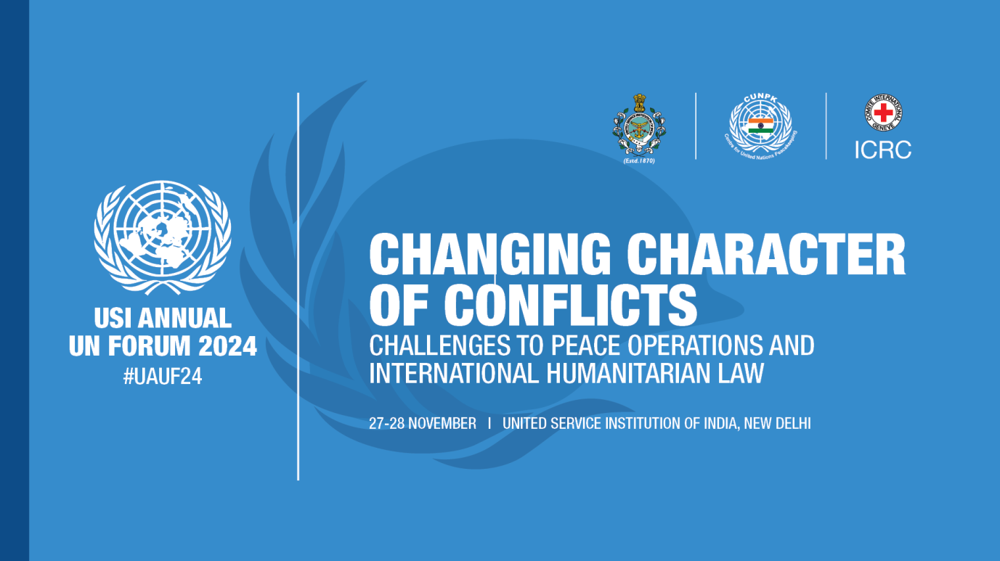 (Estd.1870)
CUNPK
Centre for United Nations Peacekeeping
COMITE INTERNATIONAL
GENEVE
ICRC
USI ANNUAL
UN FORUM 2024
#UAUF24
CHANGING CHARACTER
OF CONFLICTS
CHALLENGES TO PEACE OPERATIONS AND
INTERNATIONAL HUMANITARIAN LAW
27-28 NOVEMBER I UNITED SERVICE INSTITUTION OF INDIA, NEW DELHI